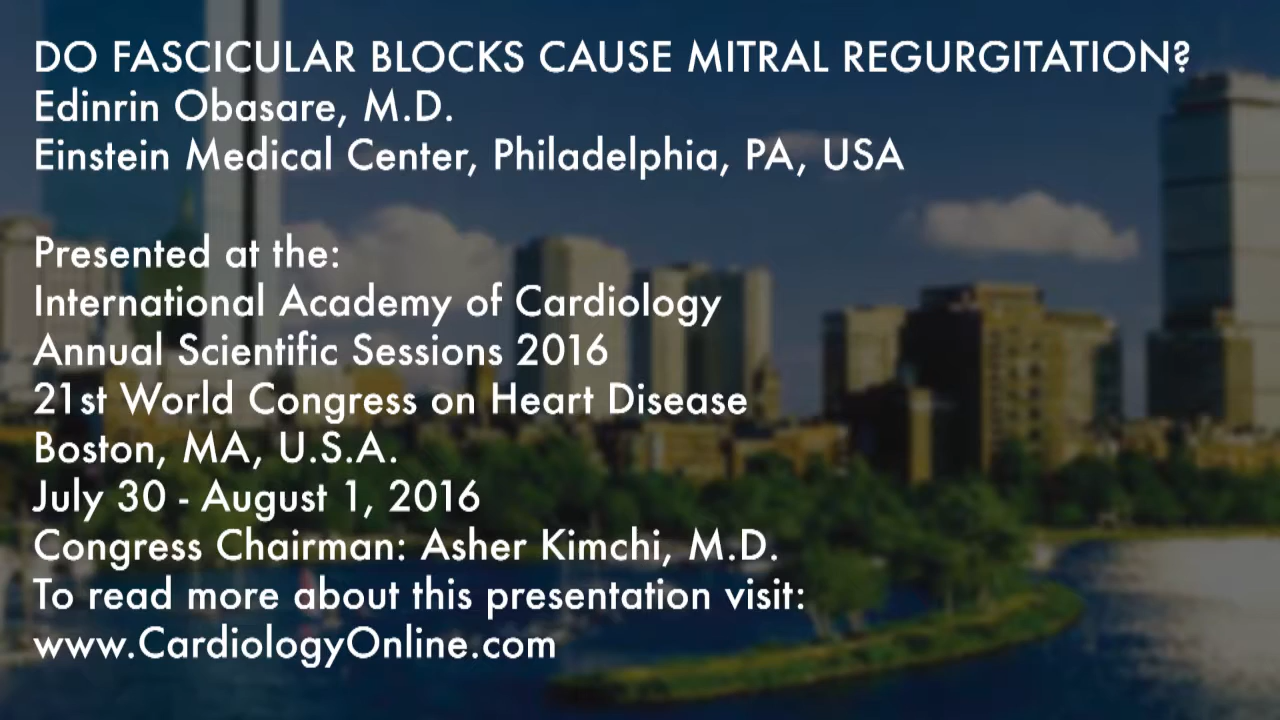 DO FASCICULAR BLOCKS CAUSE MITRAL REGURGITATION?
Edinrin Obasare, M.D.
Einstein Medical Center, Philadelphia, PA, USA
Presented at the:
International Academy of Cardiology
Annual Scientific Sessions 2016
21st World Congress on Heart Disease
Boston, MA, U.S.A.
July 30 - August 1, 2016
Congress Chairman: Asher Kimchi, M.D.
To read more about this presentation visit:
www.CardiologyOnline.com